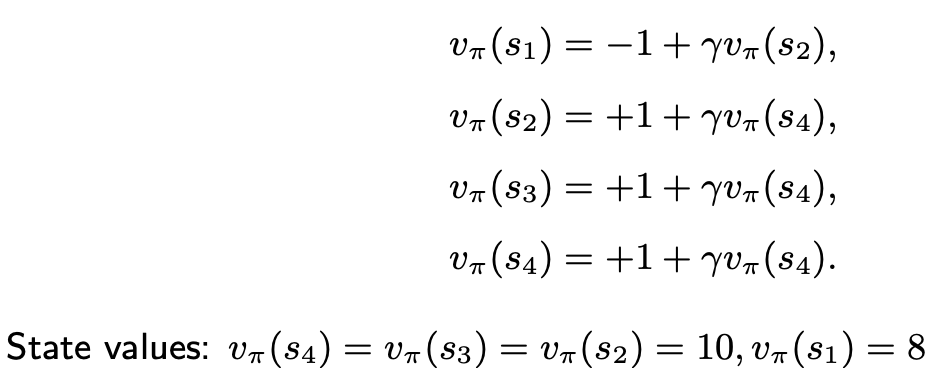 vπ(s1) = −1 + γvπ(s2),
vπ(s2) = +1 + γvπ(s4),
vπ(s3) = +1 + γvπ(s4),
vπ(s4) = +1 + γvπ(s4).
State values: vπ(s4) = vπ(s3) = vπ(s2) = 10, vπ(s1) = 8